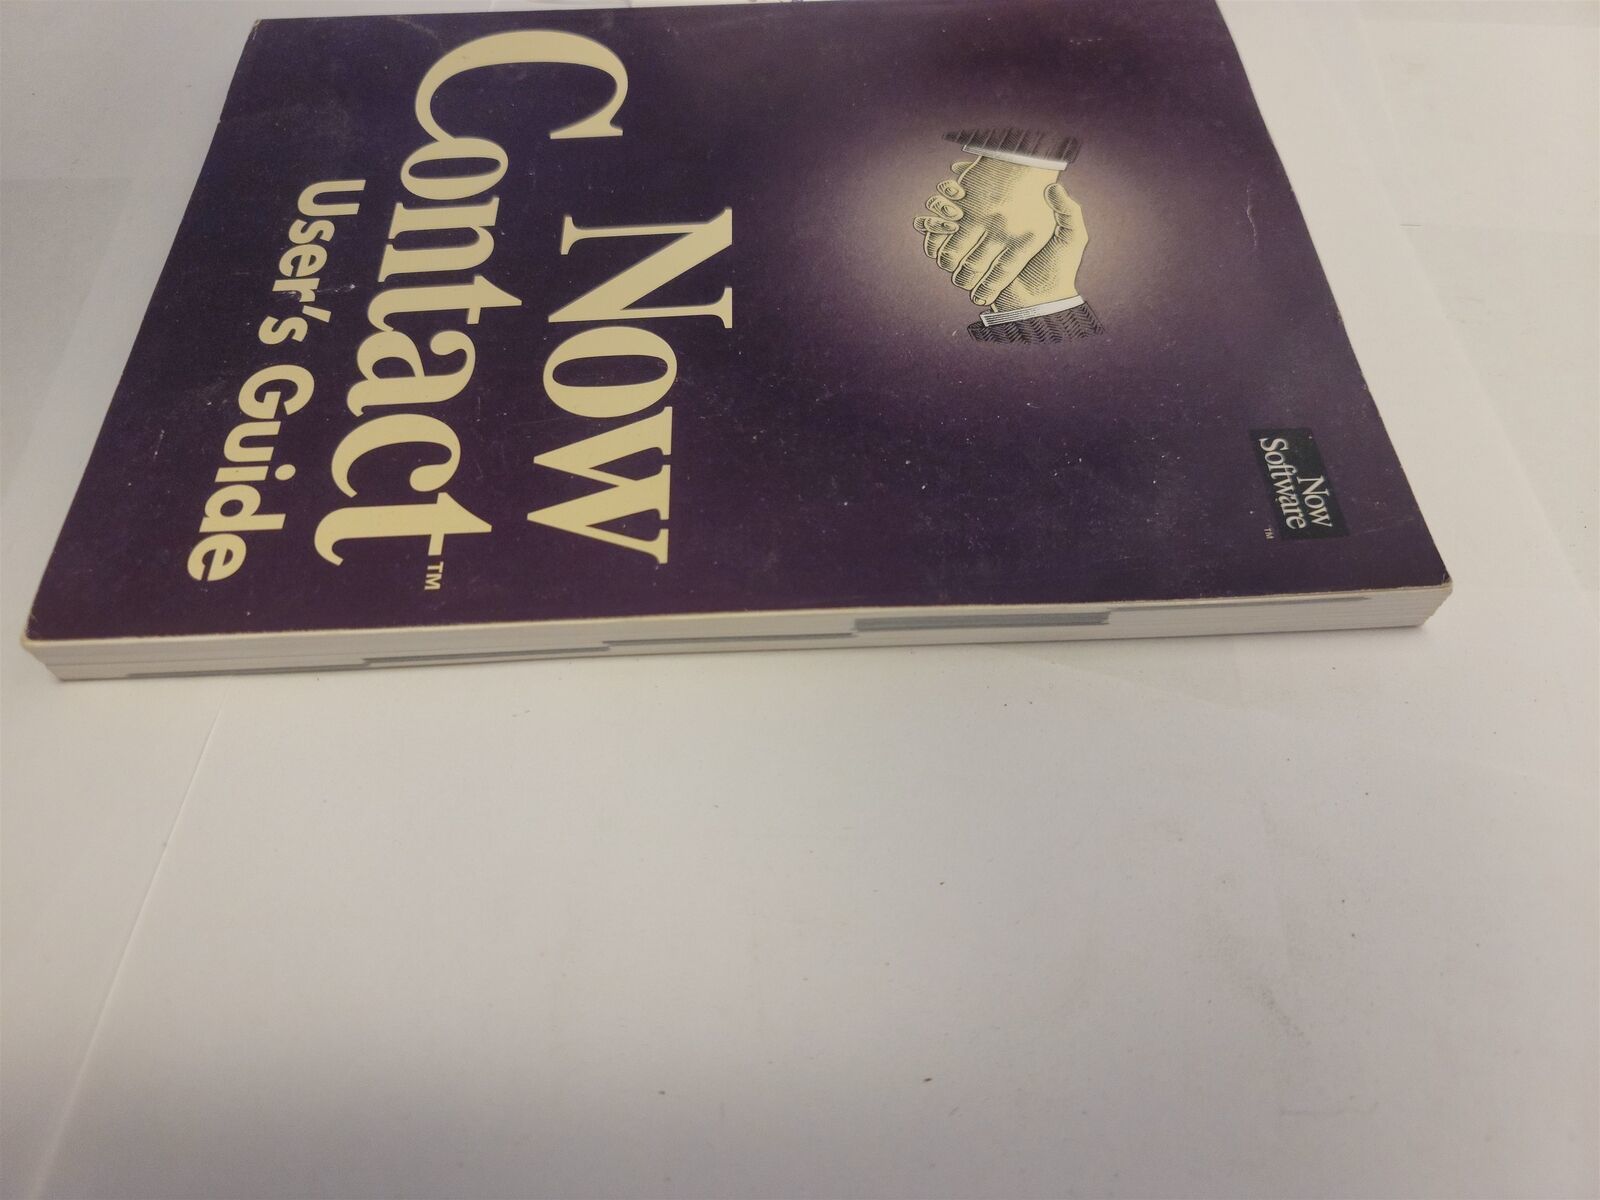 Now
Software
™
Now
Contact™
User's Guide